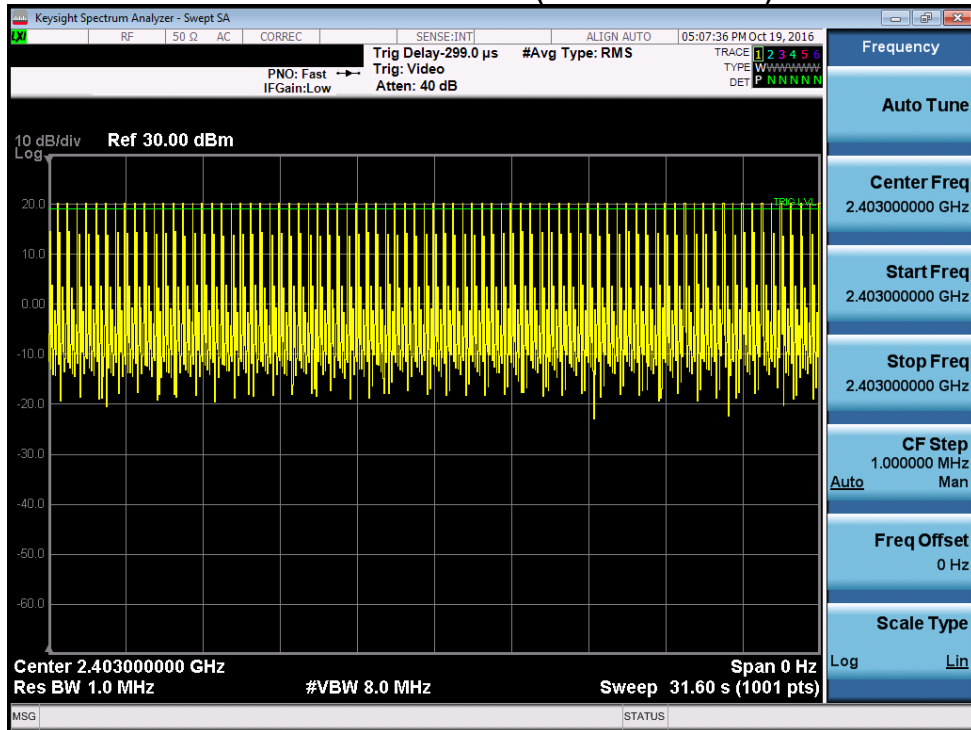 Keysight Spectrum Analyzer - Swept SA
LXI RF 50 Ω AC CORREC SENSE:INT ALIGN AUTO 05:07:36 PM Oct 19, 2016
Trig Delay-299.0 µs #Avg Type: RMS TRACE 1 2 3 4 5 6
PNO: Fast Trig: Video TYPE W W W W W W
IFGain:Low Atten: 40 dB DET P N N N N N
10 dB/div Ref 30.00 dBm
Log
20.0
TRIG LVL
10.0
0.00
-10.0
-20.0
-30.0
-40.0
-50.0
-60.0
Center 2.403000000 GHz Span 0 Hz
Res BW 1.0 MHz #VBW 8.0 MHz Sweep 31.60 s (1001 pts)
MSG STATUS
Frequency
Auto Tune
Center Freq
2.403000000 GHz
Start Freq
2.403000000 GHz
Stop Freq
2.403000000 GHz
CF Step
1.000000 MHz
Auto Man
Freq Offset
0 Hz
Scale Type
Log Lin